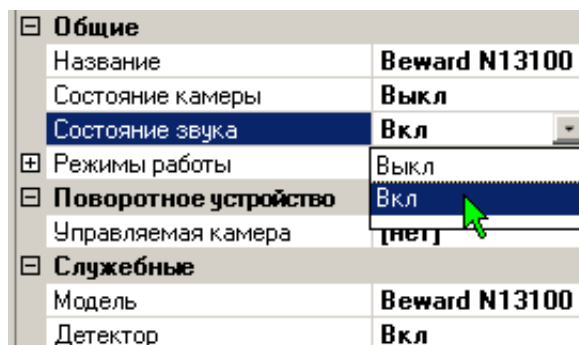 Общие
Название Beward N13100
Состояние камеры Выкл
Состояние звука Вкл
Режимы работы Выкл
Поворотное устройство Вкл
Управляемая камера [Нет]
Служебные
Модель Beward N13100
Детектор Вкл